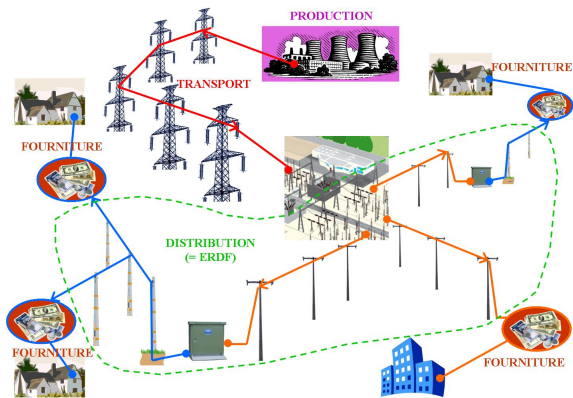 PRODUCTION
FOURNITURE
TRANSPORT
FOURNITURE
DISTRIBUTION
(= ERDF)
FOURNITURE
FOURNITURE